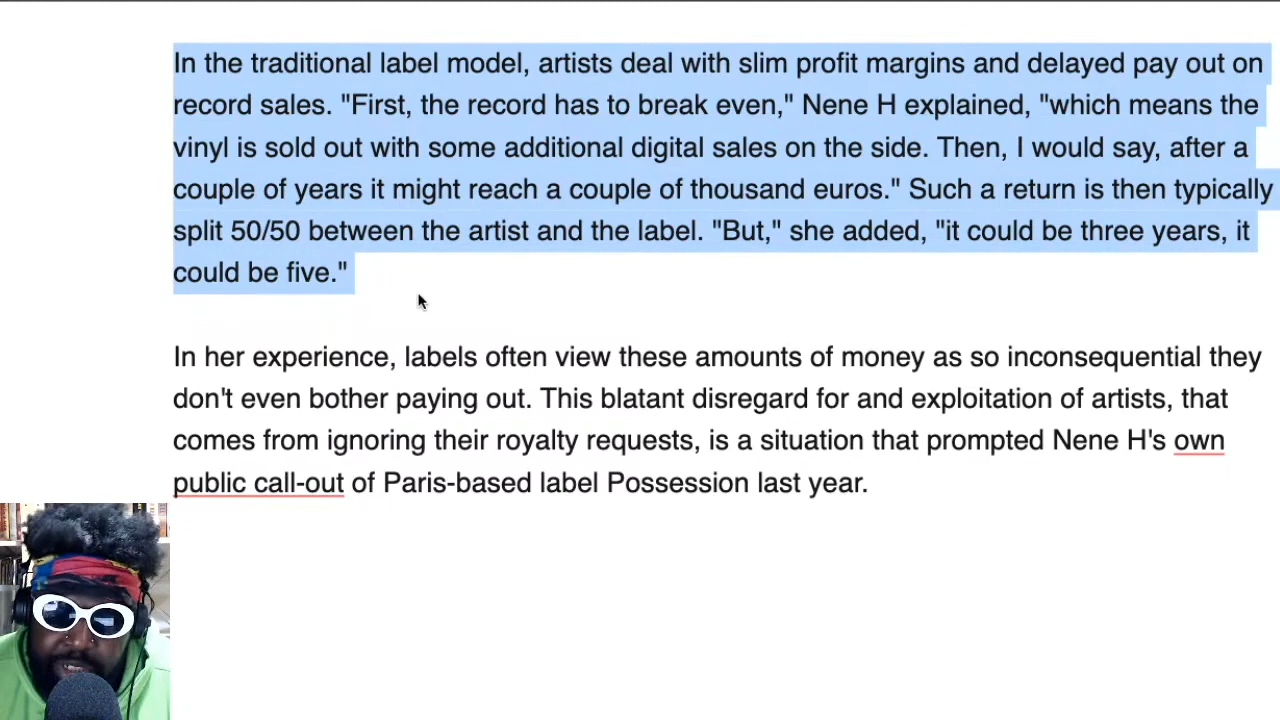 In the traditional label model, artists deal with slim profit margins and delayed pay out on
record sales. "First, the record has to break even," Nene H explained, "which means the
vinyl is sold out with some additional digital sales on the side. Then, I would say, after a
couple of years it might reach a couple of thousand euros." Such a return is then typically
split 50/50 between the artist and the label. "But," she added, "it could be three years, it
could be five."
In her experience, labels often view these amounts of money as so inconsequential they
don't even bother paying out. This blatant disregard for and exploitation of artists, that
comes from ignoring their royalty requests, is a situation that prompted Nene H's own
public call-out of Paris-based label Possession last year.